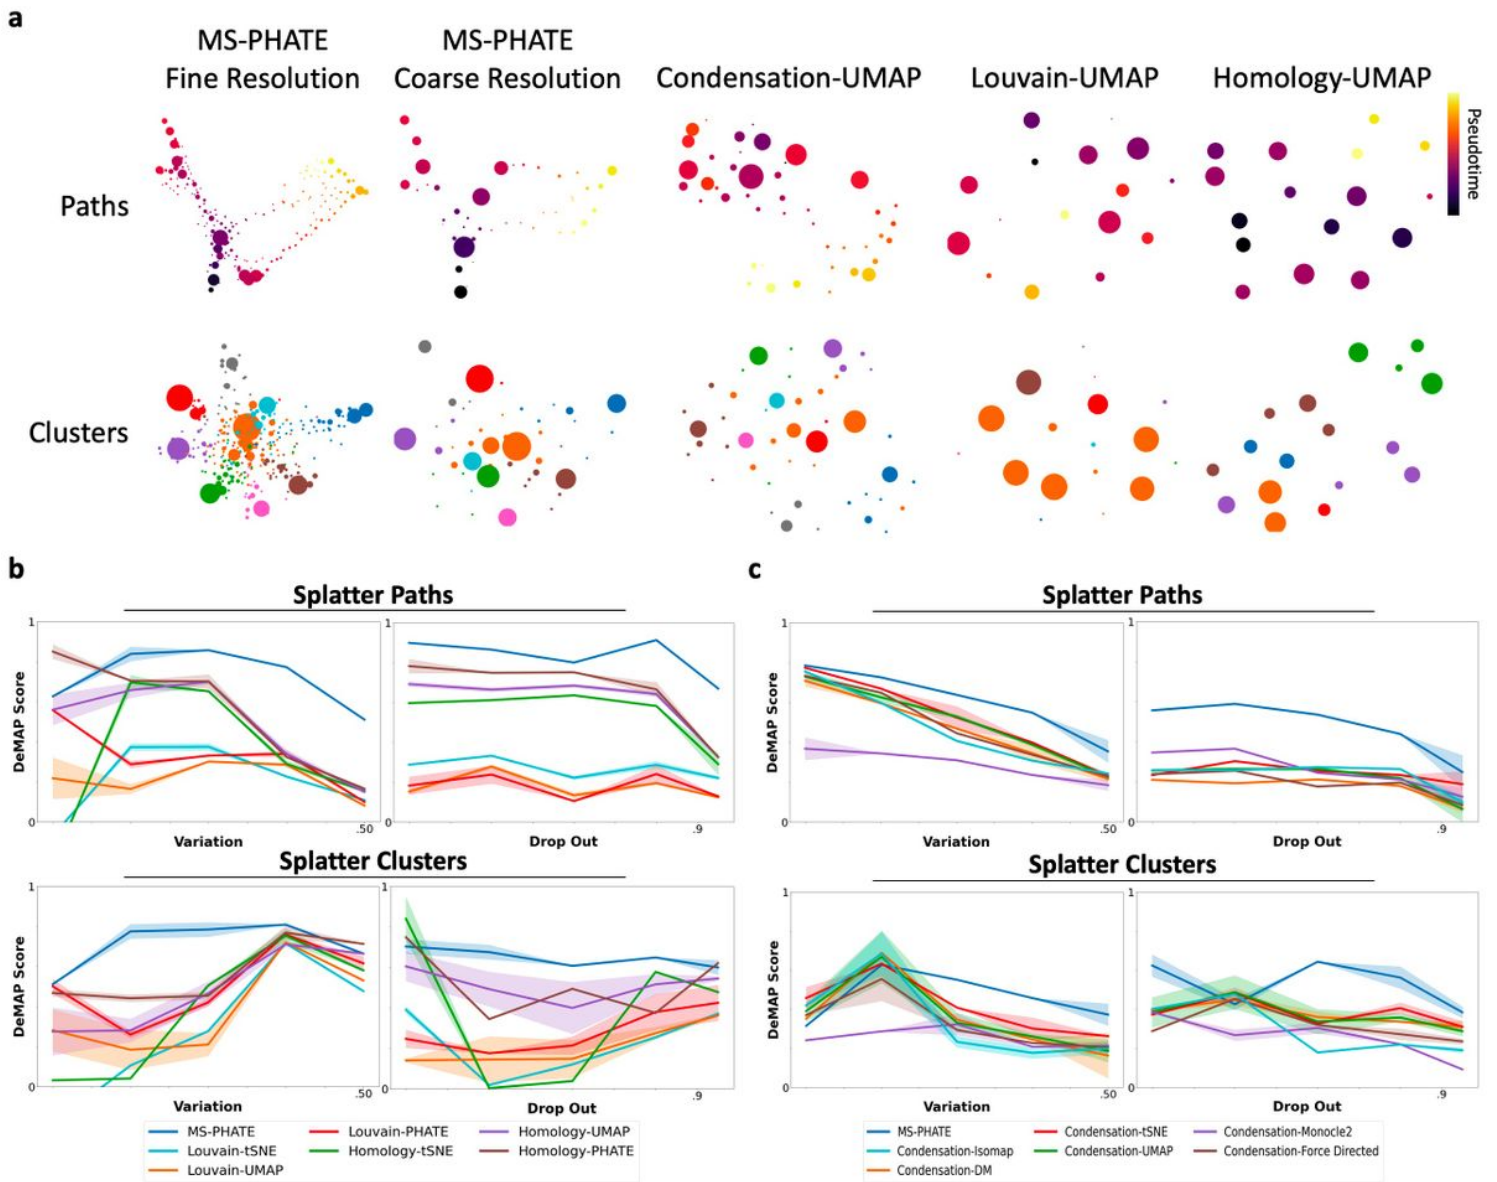 a
MS-PHATE
Fine Resolution
MS-PHATE
Coarse Resolution
Condensation-UMAP
Louvain-UMAP
Homology-UMAP
Pseudotime
Paths
Clusters
b
Splatter Paths
1
DeMAP Score
0
.50
Variation
.9
Drop Out
Splatter Clusters
1
1
DeMAP Score
0
0
.50
Variation
.9
Drop Out
MS-PHATE
Louvain-tSNE
Louvain-UMAP
Louvain-PHATE
Homology-tSNE
Homology-UMAP
Homology-PHATE
c
Splatter Paths
1
1
DeMAP Score
0
0
.50
Variation
.9
Drop Out
Splatter Clusters
1
1
DeMAP Score
0
0
.50
Variation
.9
Drop Out
MS-PHATE
Condensation-Isomap
Condensation-DM
Condensation-tSNE
Condensation-UMAP
Condensation-Monocle2
Condensation-Force Directed